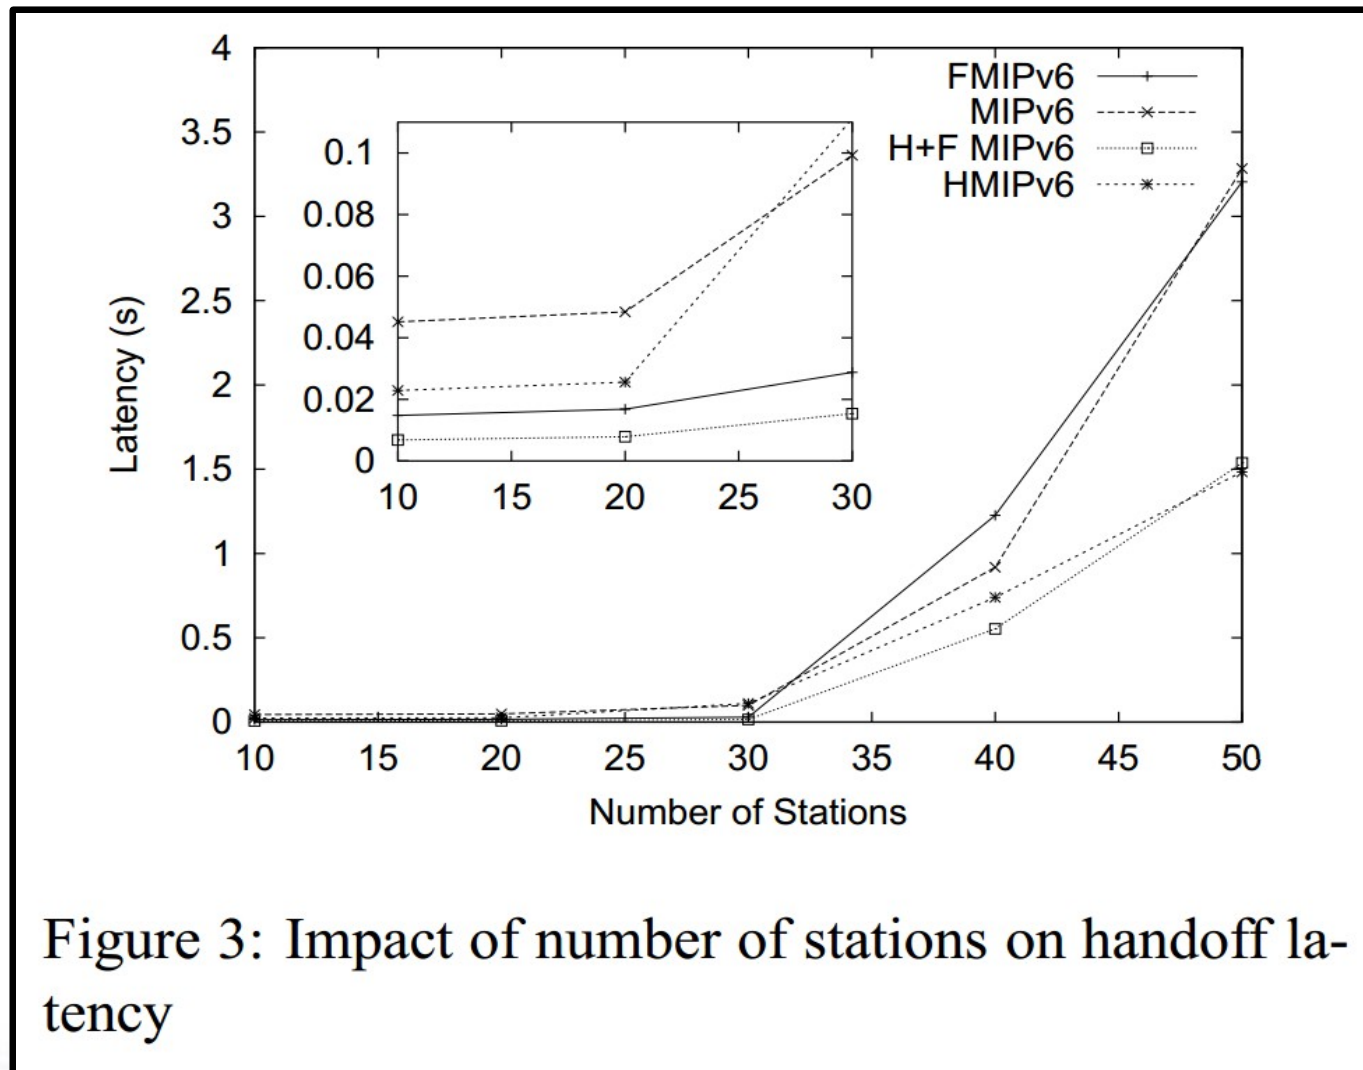 4
3.5
3
2.5
2
1.5
1
0.5
0
Latency (s)
FMIPv6
MIPv6
H+F MIPv6
HMIPv6
0.1
0.08
0.06
0.04
0.02
0
10 15 20 25 30
10 15 20 25 30 35 40 45 50
Number of Stations
Figure 3: Impact of number of stations on handoff la-
tency